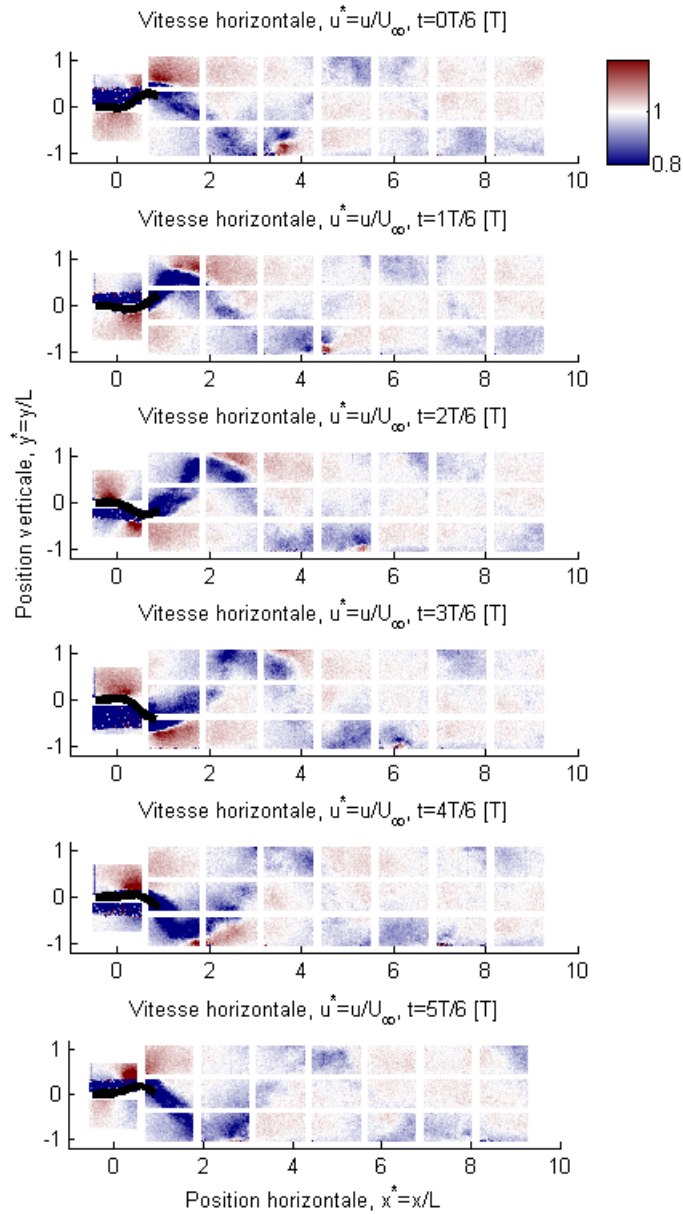 Vitesse horizontale, u*=u/U∞, t=0T/6 [T]
1
0
-1
0 2 4 6 8 10
1
0.8
Vitesse horizontale, u*=u/U∞, t=1T/6 [T]
1
0
-1
0 2 4 6 8 10
Vitesse horizontale, u*=u/U∞, t=2T/6 [T]
1
0
-1
0 2 4 6 8 10
Position verticale, y*=y/L
Vitesse horizontale, u*=u/U∞, t=3T/6 [T]
1
0
-1
0 2 4 6 8 10
Vitesse horizontale, u*=u/U∞, t=4T/6 [T]
1
0
-1
0 2 4 6 8 10
Vitesse horizontale, u*=u/U∞, t=5T/6 [T]
1
0
-1
0 2 4 6 8 10
Position horizontale, x*=x/L